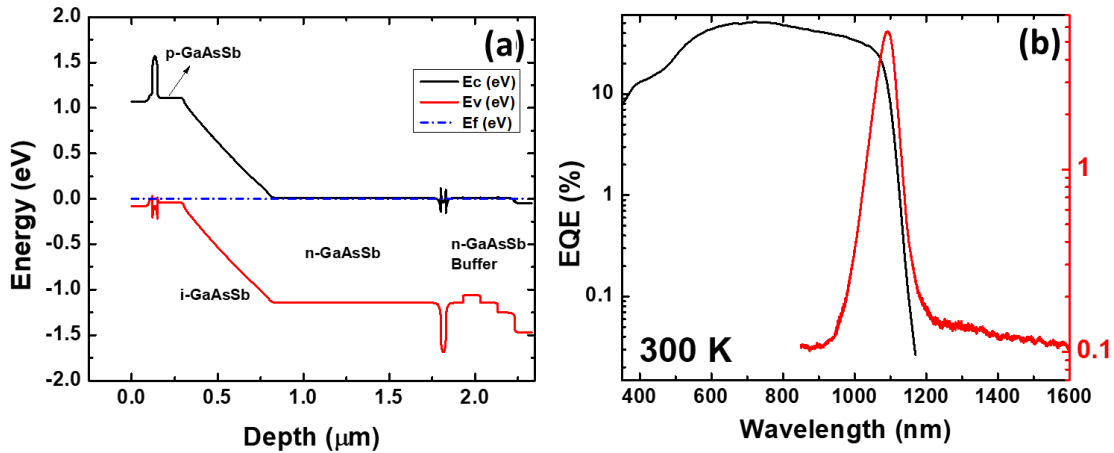 (a)
p-GaAsSb
Ec (eV)
Ev (eV)
Ef (eV)
n-GaAsSb
n-GaAsSb
Buffer
i-GaAsSb
2.0
1.5
1.0
0.5
0.0
-0.5
-1.0
-1.5
-2.0
Energy (eV)
0.0 0.5 1.0 1.5 2.0
Depth (μm)
(b)
10
1
0.1
EQE (%)
1
0.1
300 K
400 600 800 1000 1200 1400 1600
Wavelength (nm)